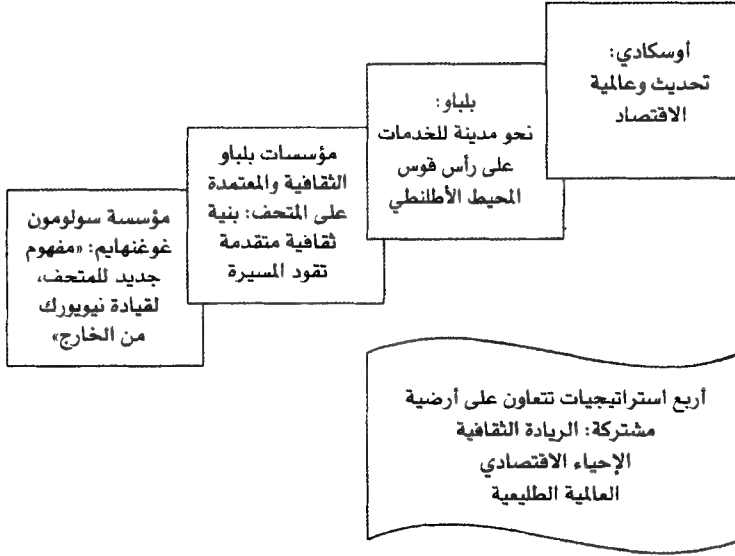 أوسكادي:
تحديث وعالمية
الاقتصاد
بلباو:
نحو مدينة للخدمات
على رأس قوس
المحيط الأطلنطي
مؤسسات بلباو
الثقافية والمعتمدة
على المتحف: بنية
ثقافية متقدمة
تقود المسيرة
مؤسسة سولومون
غوغنهايم: «مفهوم
جديد للمتحف،
لقيادة نيويورك
من الخارج»
أربع استراتيجيات تتعاون على أرضية
مشتركة: الريادة الثقافية
الإحياء الاقتصادي
العالمية الطليعية